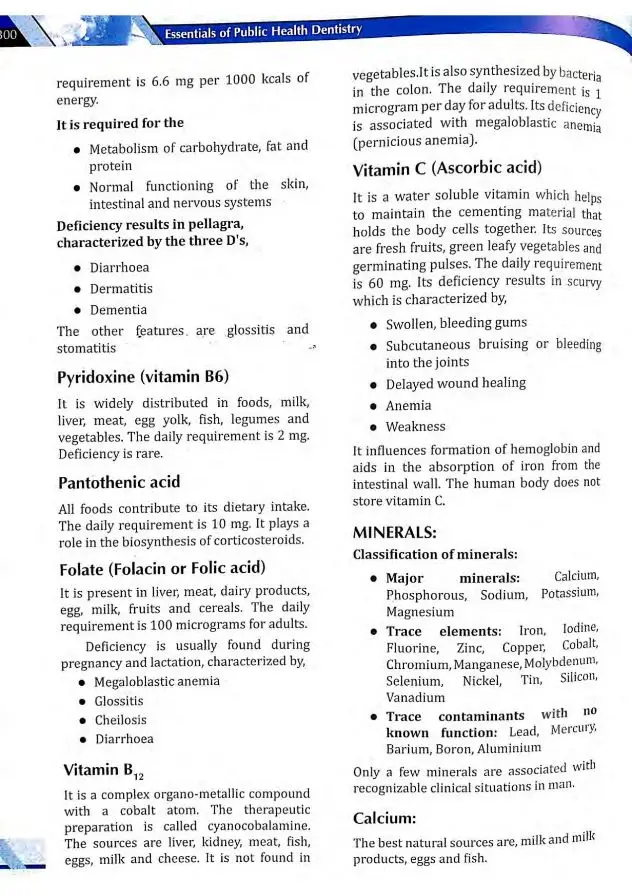 300
Essentials of Public Health Dentistry
requirement is 6.6 mg per 1000 kcals of
energy.
It is required for the
• Metabolism of carbohydrate, fat and
protein
• Normal functioning of the skin,
intestinal and nervous systems
Deficiency results in pellagra,
characterized by the three D's,
• Diarrhoea
• Dermatitis
• Dementia
The other features are glossitis and
stomatitis
Pyridoxine (vitamin B6)
It is widely distributed in foods, milk,
liver, meat, egg yolk, fish, legumes and
vegetables. The daily requirement is 2 mg.
Deficiency is rare.
Pantothenic acid
All foods contribute to its dietary intake.
The daily requirement is 10 mg. It plays a
role in the biosynthesis of corticosteroids.
Folate (Folacin or Folic acid)
It is present in liver, meat, dairy products,
egg, milk, fruits and cereals. The daily
requirement is 100 micrograms for adults.
Deficiency is usually found during
pregnancy and lactation, characterized by,
• Megaloblastic anemia
• Glossitis
• Cheilosis
• Diarrhoea
Vitamin B12
It is a complex organo-metallic compound
with a cobalt atom. The therapeutic
preparation is called cyanocobalamine.
The sources are liver, kidney, meat, fish,
eggs, milk and cheese. It is not found in
vegetables.It is also synthesized by bacteria
in the colon. The daily requirement is 1
microgram per day for adults. Its deficiency
is associated with megaloblastic anemia
(pernicious anemia).
Vitamin C (Ascorbic acid)
It is a water soluble vitamin which helps
to maintain the cementing material that
holds the body cells together. Its sources
are fresh fruits, green leafy vegetables and
germinating pulses. The daily requirement
is 60 mg. Its deficiency results in scurvy
which is characterized by,
• Swollen, bleeding gums
• Subcutaneous bruising or bleeding
into the joints
• Delayed wound healing
• Anemia
• Weakness
It influences formation of hemoglobin and
aids in the absorption of iron from the
intestinal wall. The human body does not
store vitamin C.
MINERALS:
Classification of minerals:
• Major minerals: Calcium,
Phosphorous, Sodium, Potassium,
Magnesium
• Trace elements: Iron, Iodine,
Fluorine, Zinc, Copper, Cobalt,
Chromium, Manganese, Molybdenum,
Selenium, Nickel, Tin, Silicon,
Vanadium
• Trace contaminants with no
known function: Lead, Mercury,
Barium, Boron, Aluminium
Only a few minerals are associated with
recognizable clinical situations in man.
Calcium:
The best natural sources are, milk and milk
products, eggs and fish.